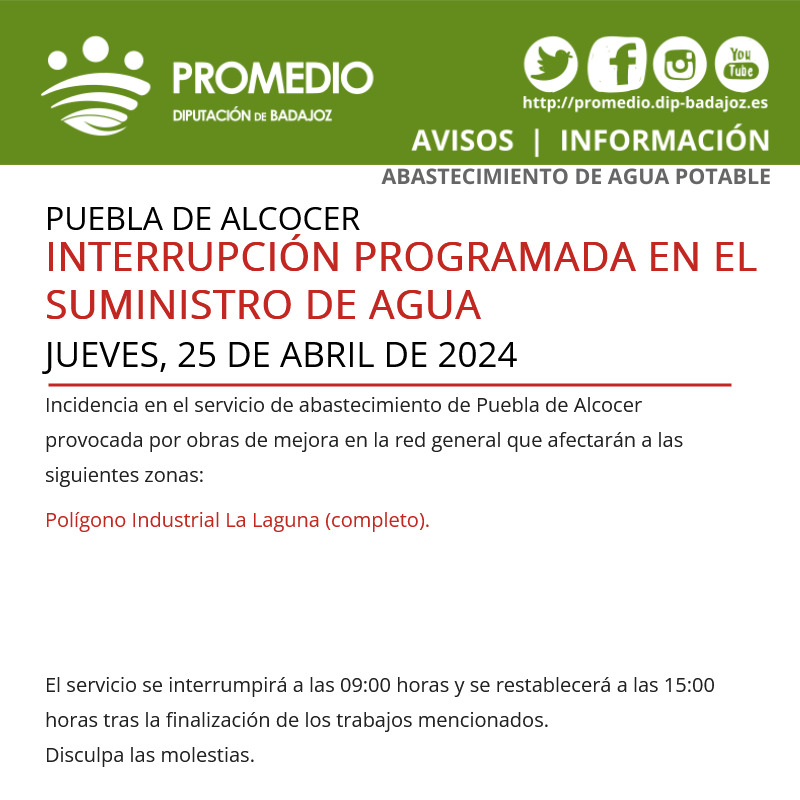 PROMEDIO
DIPUTACIÓN DE BADAJOZ
You
Tube
http://promedio.dip-badajoz.es
AVISOS | INFORMACIÓN
ABASTECIMIENTO DE AGUA POTABLE
PUEBLA DE ALCOCER
INTERRUPCIÓN PROGRAMADA EN EL
SUMINISTRO DE AGUA
JUEVES, 25 DE ABRIL DE 2024
Incidencia en el servicio de abastecimiento de Puebla de Alcocer
provocada por obras de mejora en la red general que afectarán a las
siguientes zonas:
Polígono Industrial La Laguna (completo).
El servicio se interrumpirá a las 09:00 horas y se restablecerá a las 15:00
horas tras la finalización de los trabajos mencionados.
Disculpa las molestias.